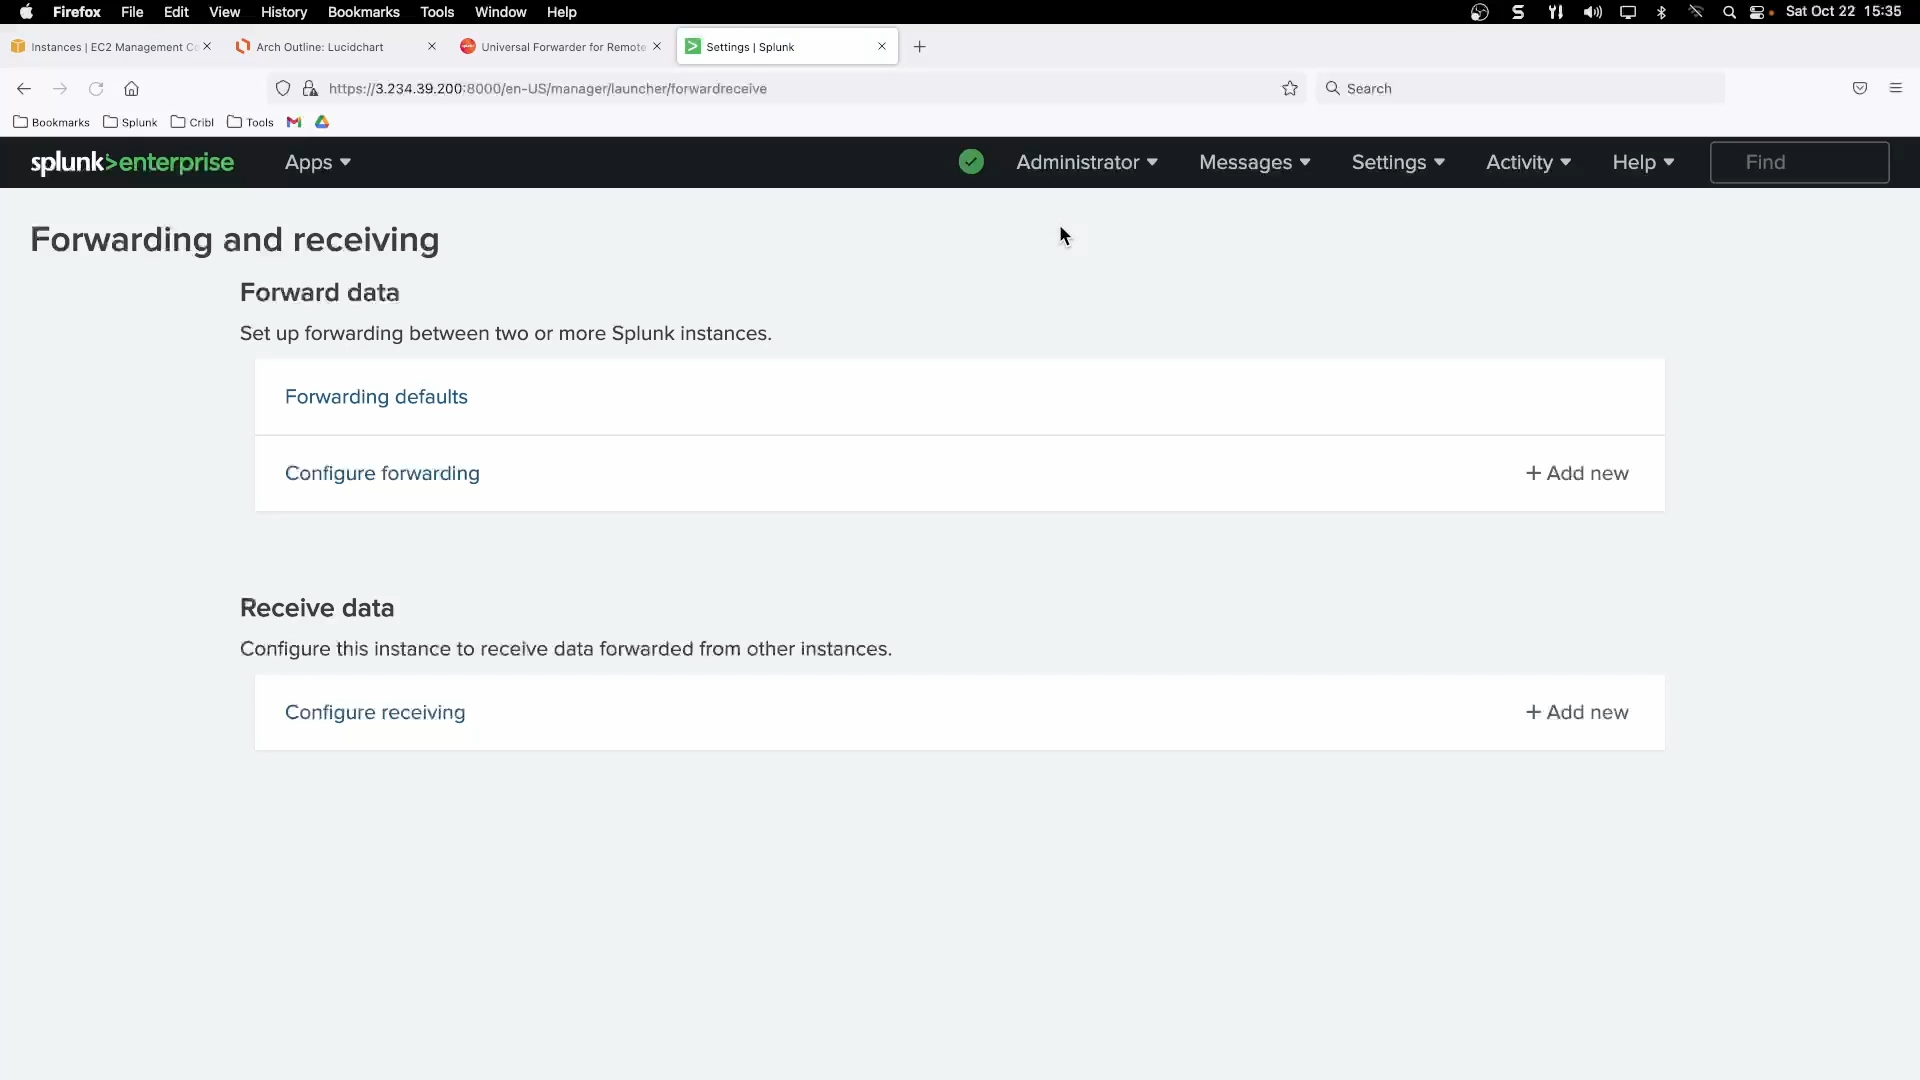 Firefox File Edit View History Bookmarks Tools Window Help Sat Oct 22 15:35
Instances | EC2 Management Co Arch Outline: Lucidchart Universal Forwarder for Remote Settings | Splunk
https://3.234.39.200:8000/en-US/manager/launcher/forwardreceive Search
Bookmarks Splunk Cribl Tools
splunk>enterprise Apps Administrator Messages Settings Activity Help Find
Forwarding and receiving
Forward data
Set up forwarding between two or more Splunk instances.
Forwarding defaults
Configure forwarding + Add new
Receive data
Configure this instance to receive data forwarded from other instances.
Configure receiving + Add new